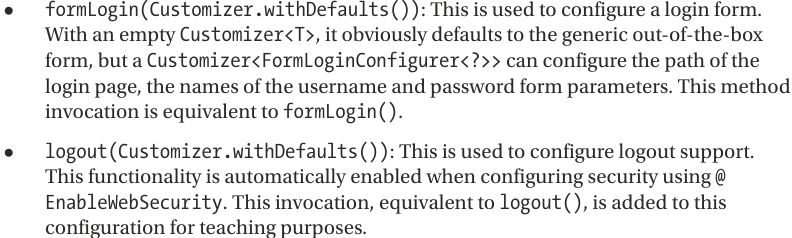 • formLogin(Customizer.withDefaults()): This is used to configure a login form.
With an empty Customizer<T>, it obviously defaults to the generic out-of-the-box
form, but a Customizer<FormLoginConfigurer<?>> can configure the path of the
login page, the names of the username and password form parameters. This method
invocation is equivalent to formLogin().
• logout(Customizer.withDefaults()): This is used to configure logout support.
This functionality is automatically enabled when configuring security using @
EnableWebSecurity. This invocation, equivalent to logout(), is added to this
configuration for teaching purposes.